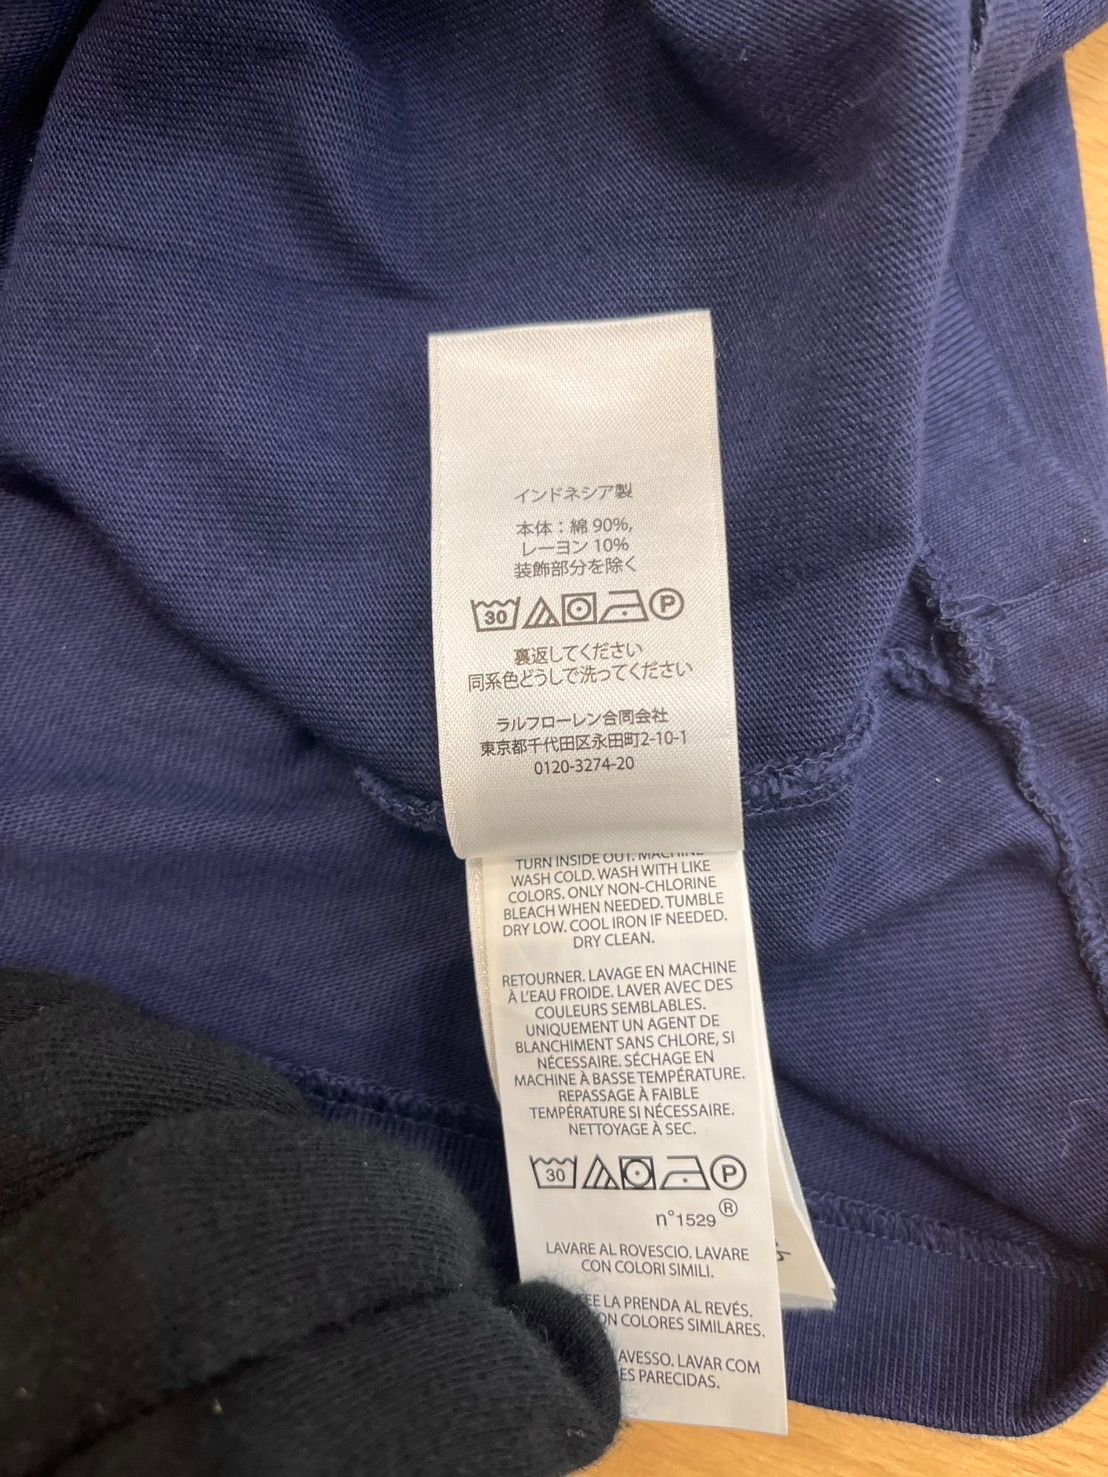 インドネシア製
本体：綿 90%,
レーヨン 10%
装飾部分を除く
30
P
裏返してください
同系色どうしで洗ってください
ラルフローレン合同会社
東京都千代田区永田町2-10-1
0120-3274-20
TURN INSIDE OUT. MACHINE
WASH COLD. WASH WITH LIKE
COLORS. ONLY NON-CHLORINE
BLEACH WHEN NEEDED. TUMBLE
DRY LOW. COOL IRON IF NEEDED.
DRY CLEAN.
RETOURNER. LAVAGE EN MACHINE
À L'EAU FROIDE. LAVER AVEC DES
COULEURS SEMBLABLES.
UNIQUEMENT UN AGENT DE
BLANCHIMENT SANS CHLORE, SI
NÉCESSAIRE. SÉCHAGE EN
MACHINE À BASSE TEMPÉRATURE.
REPASSAGE À FAIBLE
TEMPÉRATURE SI NÉCESSAIRE.
NETTOYAGE À SEC.
30
P
n°1529 ®
LAVARE AL ROVESCIO. LAVARE
CON COLORI SIMILI.
LA PRENDA AL REVÉS.
COLORES SIMILARES.
AVESSO. LAVAR COM
PARECIDAS.